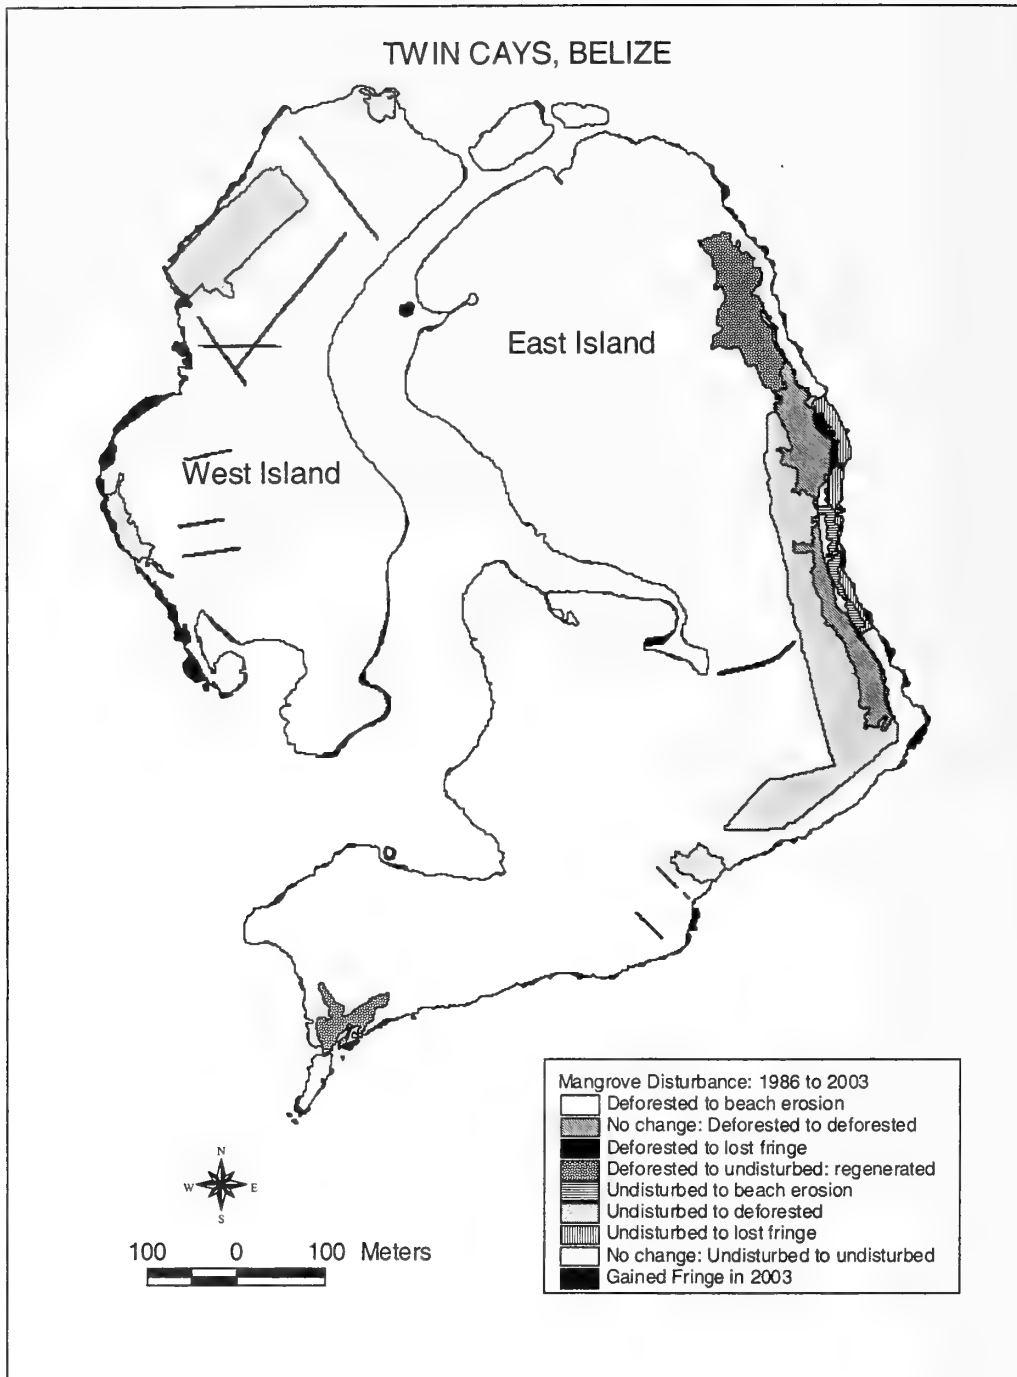 TWIN CAYS, BELIZE
East Island
West Island
Mangrove Disturbance: 1986 to 2003
Deforested to beach erosion
No change: Deforested to deforested
Deforested to lost fringe
Deforested to undisturbed: regenerated
Undisturbed to beach erosion
Undisturbed to deforested
Undisturbed to lost fringe
No change: Undisturbed to undisturbed
Gained Fringe in 2003
N
W E
S
100 0 100 Meters